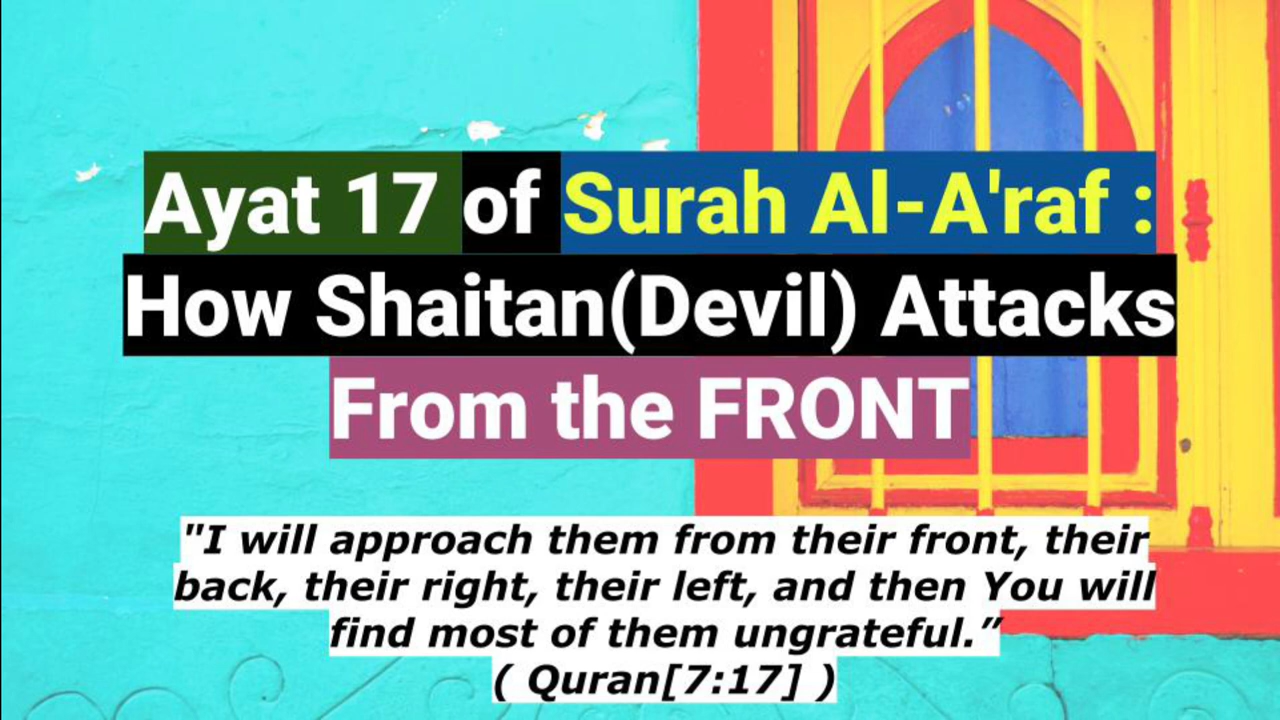 Ayat 17 of Surah Al-A'raf :
How Shaitan(Devil) Attacks
From the FRONT
"I will approach them from their front, their
back, their right, their left, and then You will
find most of them ungrateful.”
( Quran[7:17] )